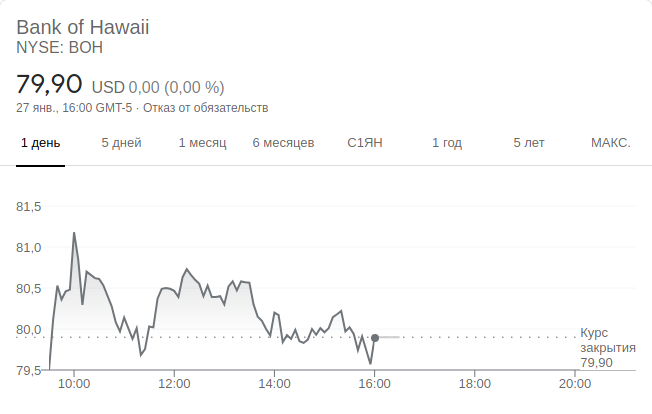 Bank of Hawaii
NYSE: BOH
79,90 USD 0,00 (0,00 %)
27 янв., 16:00 GMT-5 · Отказ от обязательств
1 день 5 дней 1 месяц 6 месяцев С1ЯН 1 год 5 лет МАКС.
81,5
81,0
80,5
80,0
79,5
Курс
закрытия
79,90
10:00 12:00 14:00 16:00 18:00 20:00